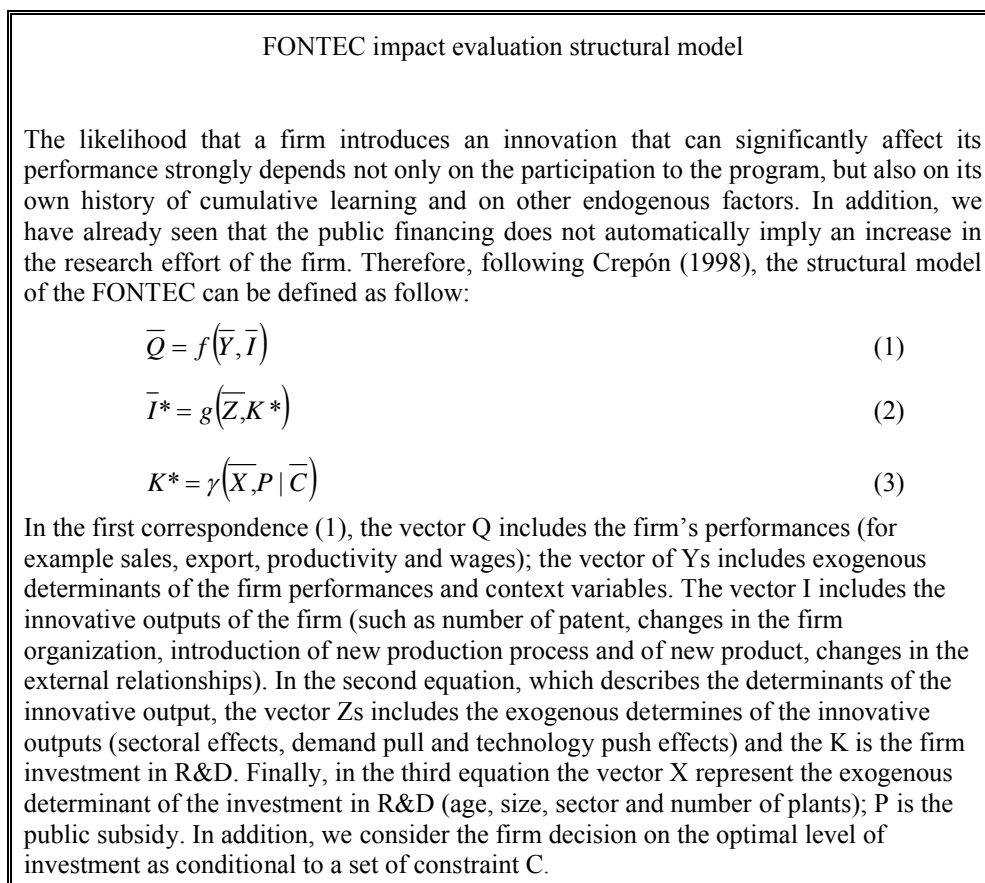 FONTEC impact evaluation structural model
The likelihood that a firm introduces an innovation that can significantly affect its
performance strongly depends not only on the participation to the program, but also on its
own history of cumulative learning and on other endogenous factors. In addition, we
have already seen that the public financing does not automatically imply an increase in
the research effort of the firm. Therefore, following Crepón (1998), the structural model
of the FONTEC can be defined as follow:
Q̅ = f(Y̅, I̅) (1)
I̅* = g(Z̅, K*) (2)
K* = γ(X̅, P | C̅) (3)
In the first correspondence (1), the vector Q includes the firm’s performances (for
example sales, export, productivity and wages); the vector of Ys includes exogenous
determinants of the firm performances and context variables. The vector I includes the
innovative outputs of the firm (such as number of patent, changes in the firm
organization, introduction of new production process and of new product, changes in the
external relationships). In the second equation, which describes the determinants of the
innovative output, the vector Zs includes the exogenous determines of the innovative
outputs (sectoral effects, demand pull and technology push effects) and the K is the firm
investment in R&D. Finally, in the third equation the vector X represent the exogenous
determinant of the investment in R&D (age, size, sector and number of plants); P is the
public subsidy. In addition, we consider the firm decision on the optimal level of
investment as conditional to a set of constraint C.